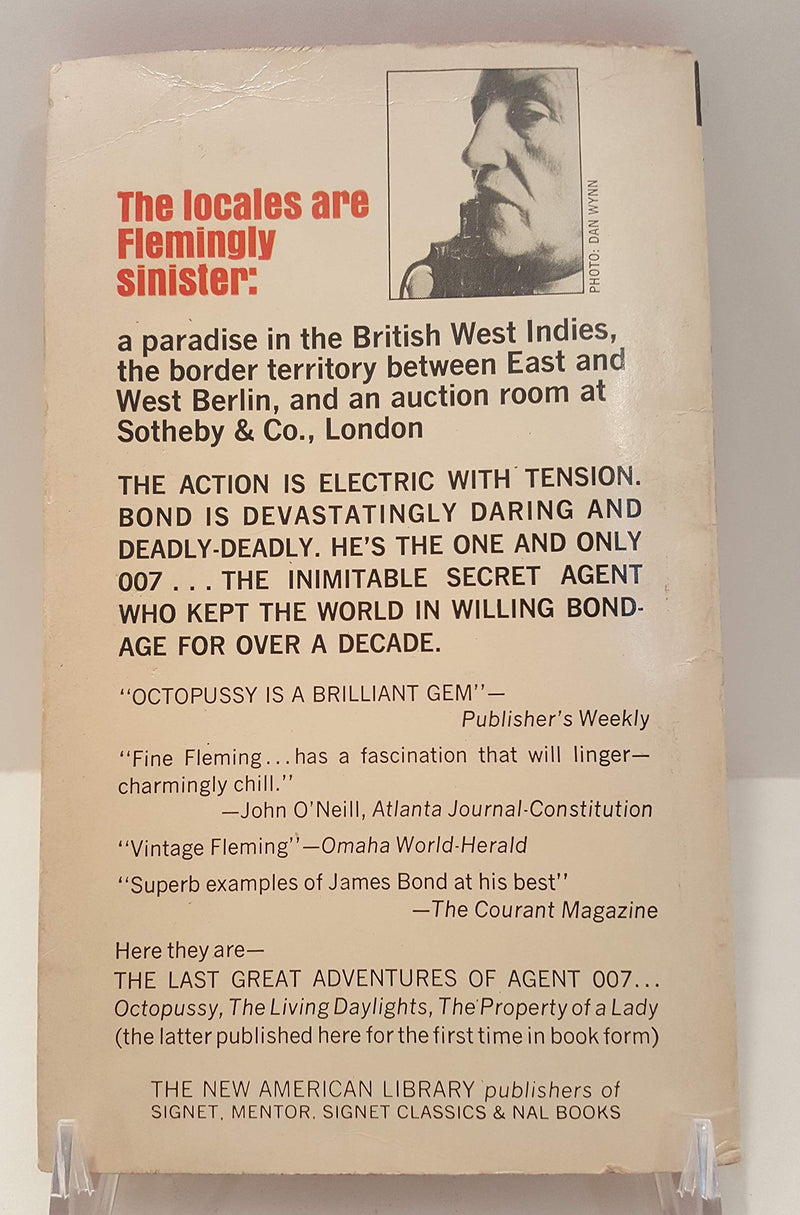 The locales are
Flemingly
sinister:
PHOTO: DAN WYNN
a paradise in the British West Indies,
the border territory between East and
West Berlin, and an auction room at
Sotheby & Co., London
THE ACTION IS ELECTRIC WITH TENSION.
BOND IS DEVASTATINGLY DARING AND
DEADLY-DEADLY. HE'S THE ONE AND ONLY
007 . . . THE INIMITABLE SECRET AGENT
WHO KEPT THE WORLD IN WILLING BOND-
AGE FOR OVER A DECADE.
"OCTOPUSSY IS A BRILLIANT GEM"—
Publisher's Weekly
"Fine Fleming...has a fascination that will linger—
charmingly chill."
—John O'Neill, Atlanta Journal-Constitution
"Vintage Fleming"—Omaha World-Herald
"Superb examples of James Bond at his best"
—The Courant Magazine
Here they are—
THE LAST GREAT ADVENTURES OF AGENT 007...
Octopussy, The Living Daylights, The Property of a Lady
(the latter published here for the first time in book form)
THE NEW AMERICAN LIBRARY publishers of
SIGNET, MENTOR, SIGNET CLASSICS & NAL BOOKS